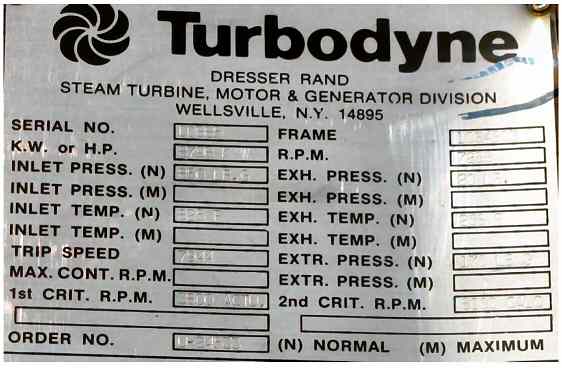 Turbodyne
DRESSER RAND
STEAM TURBINE, MOTOR & GENERATOR DIVISION
WELLSVILLE, N.Y. 14895
SERIAL NO. FRAME
K.W. or H.P. R.P.M.
INLET PRESS. (N) EXH. PRESS. (N)
INLET PRESS. (M) EXH. PRESS. (M)
INLET TEMP. (N) EXH. TEMP. (N)
INLET TEMP. (M) EXH. TEMP. (M)
TRIP SPEED EXTR. PRESS. (N)
MAX. CONT. R.P.M. EXTR. PRESS. (M)
1st CRIT. R.P.M. 2nd CRIT. R.P.M.
ORDER NO. (N) NORMAL (M) MAXIMUM